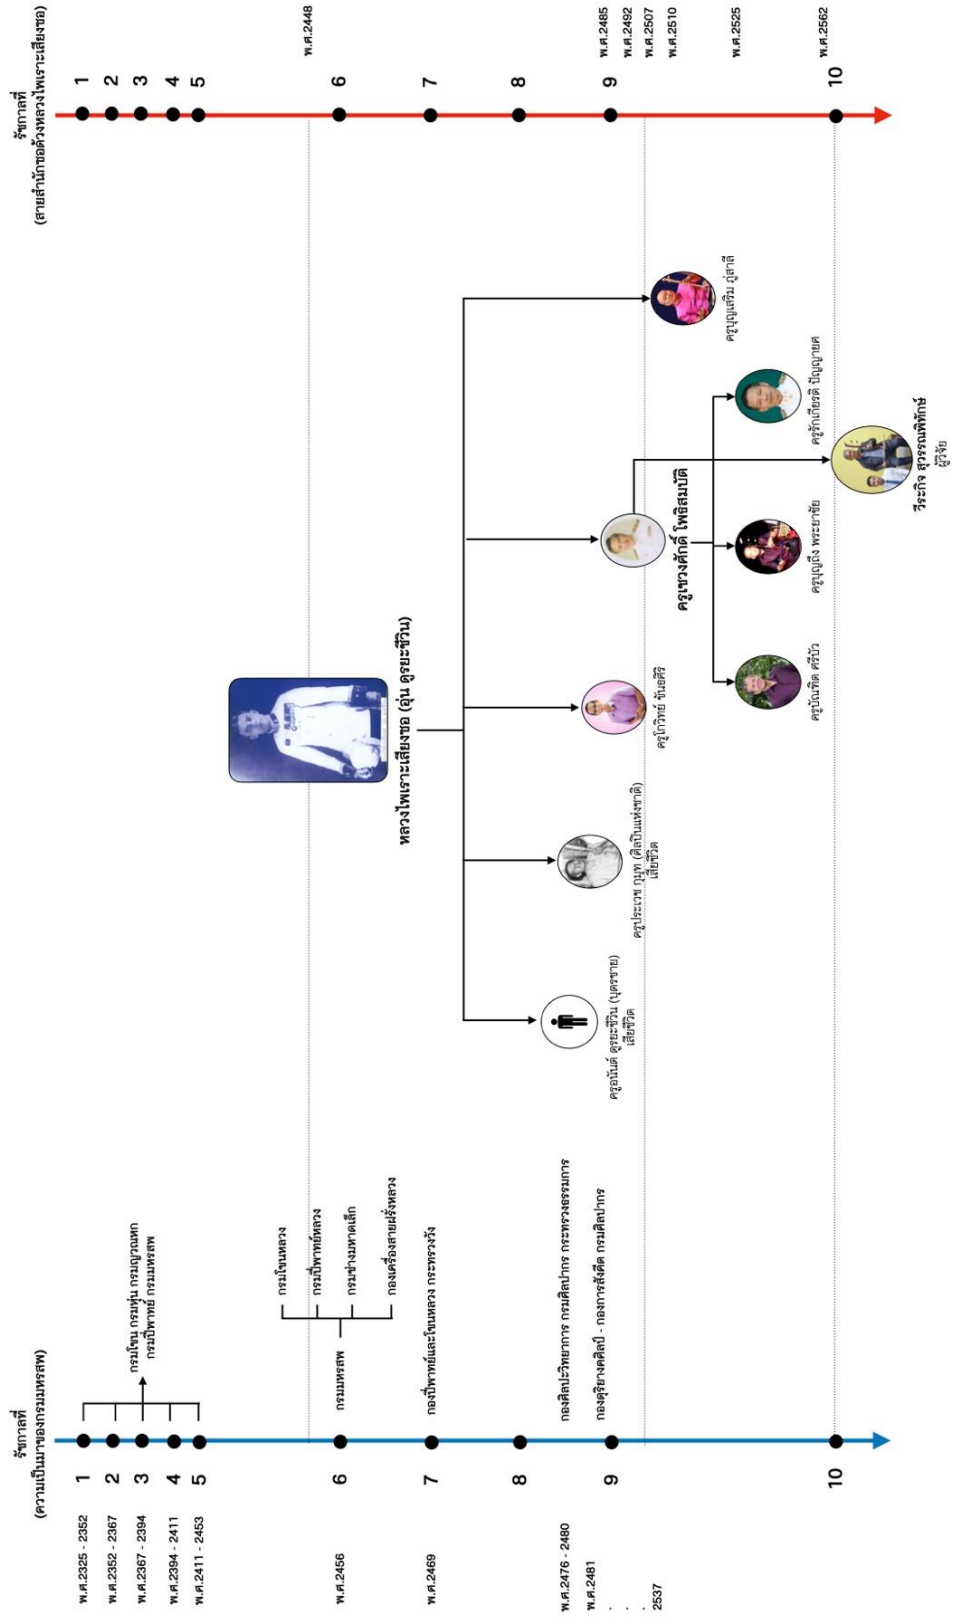 รัชกาลที่
(ความเป็นมาของกรมมหรสพ)
พ.ศ.2325 - 2352
1
พ.ศ.2352 - 2367
2
พ.ศ.2367 - 2394
3
พ.ศ.2394 - 2411
4
พ.ศ.2411 - 2453
5
กรมโขน กรมหุ่น กรมญวณหก
กรมปี่พาทย์ กรมมหรสพ
พ.ศ.2456
6
กรมมหรสพ
กรมโขนหลวง
กรมปี่พาทย์หลวง
กรมช่างมหาดเล็ก
กองเครื่องสายฝรั่งหลวง
พ.ศ.2469
7
กองปี่พาทย์และโขนหลวง กระทรวงวัง
8
พ.ศ.2476 - 2480
กองศิลปะวิทยาการ กรมศิลปากร กระทรวงธรรมการ
พ.ศ.2481
.
.
.
2537
9
กองดุริยางคศิลป์ - กองการสังคีต กรมศิลปากร
10
หลวงไพเราะเสียงซอ (อุ่น ดูรยะชีวิน)
ครูอนันต์ ดูรยะชีวิน (บุตรชาย)
เสียชีวิต
ครูประเวช กุมุท (ศิลปินแห่งชาติ)
เสียชีวิต
ครูโกวิทย์ ขันธศิริ
ครูเชวงศักดิ์ โพธิสมบัติ
ครูบุญเสริม ภู่สาลี
ครูบัณฑิต ศรีบัว
ครูบุญถึง พระยาชัย
ครูรักเกียรติ ปัญญายศ
วีระกิจ สุวรรณพิทักษ์
ผู้วิจัย
รัชกาลที่
(สายสำนักซอด้วงหลวงไพเราะเสียงซอ)
1
2
3
4
5
พ.ศ.2448
6
7
8
9
พ.ศ.2485
พ.ศ.2492
พ.ศ.2507
พ.ศ.2510
พ.ศ.2525
พ.ศ.2562
10